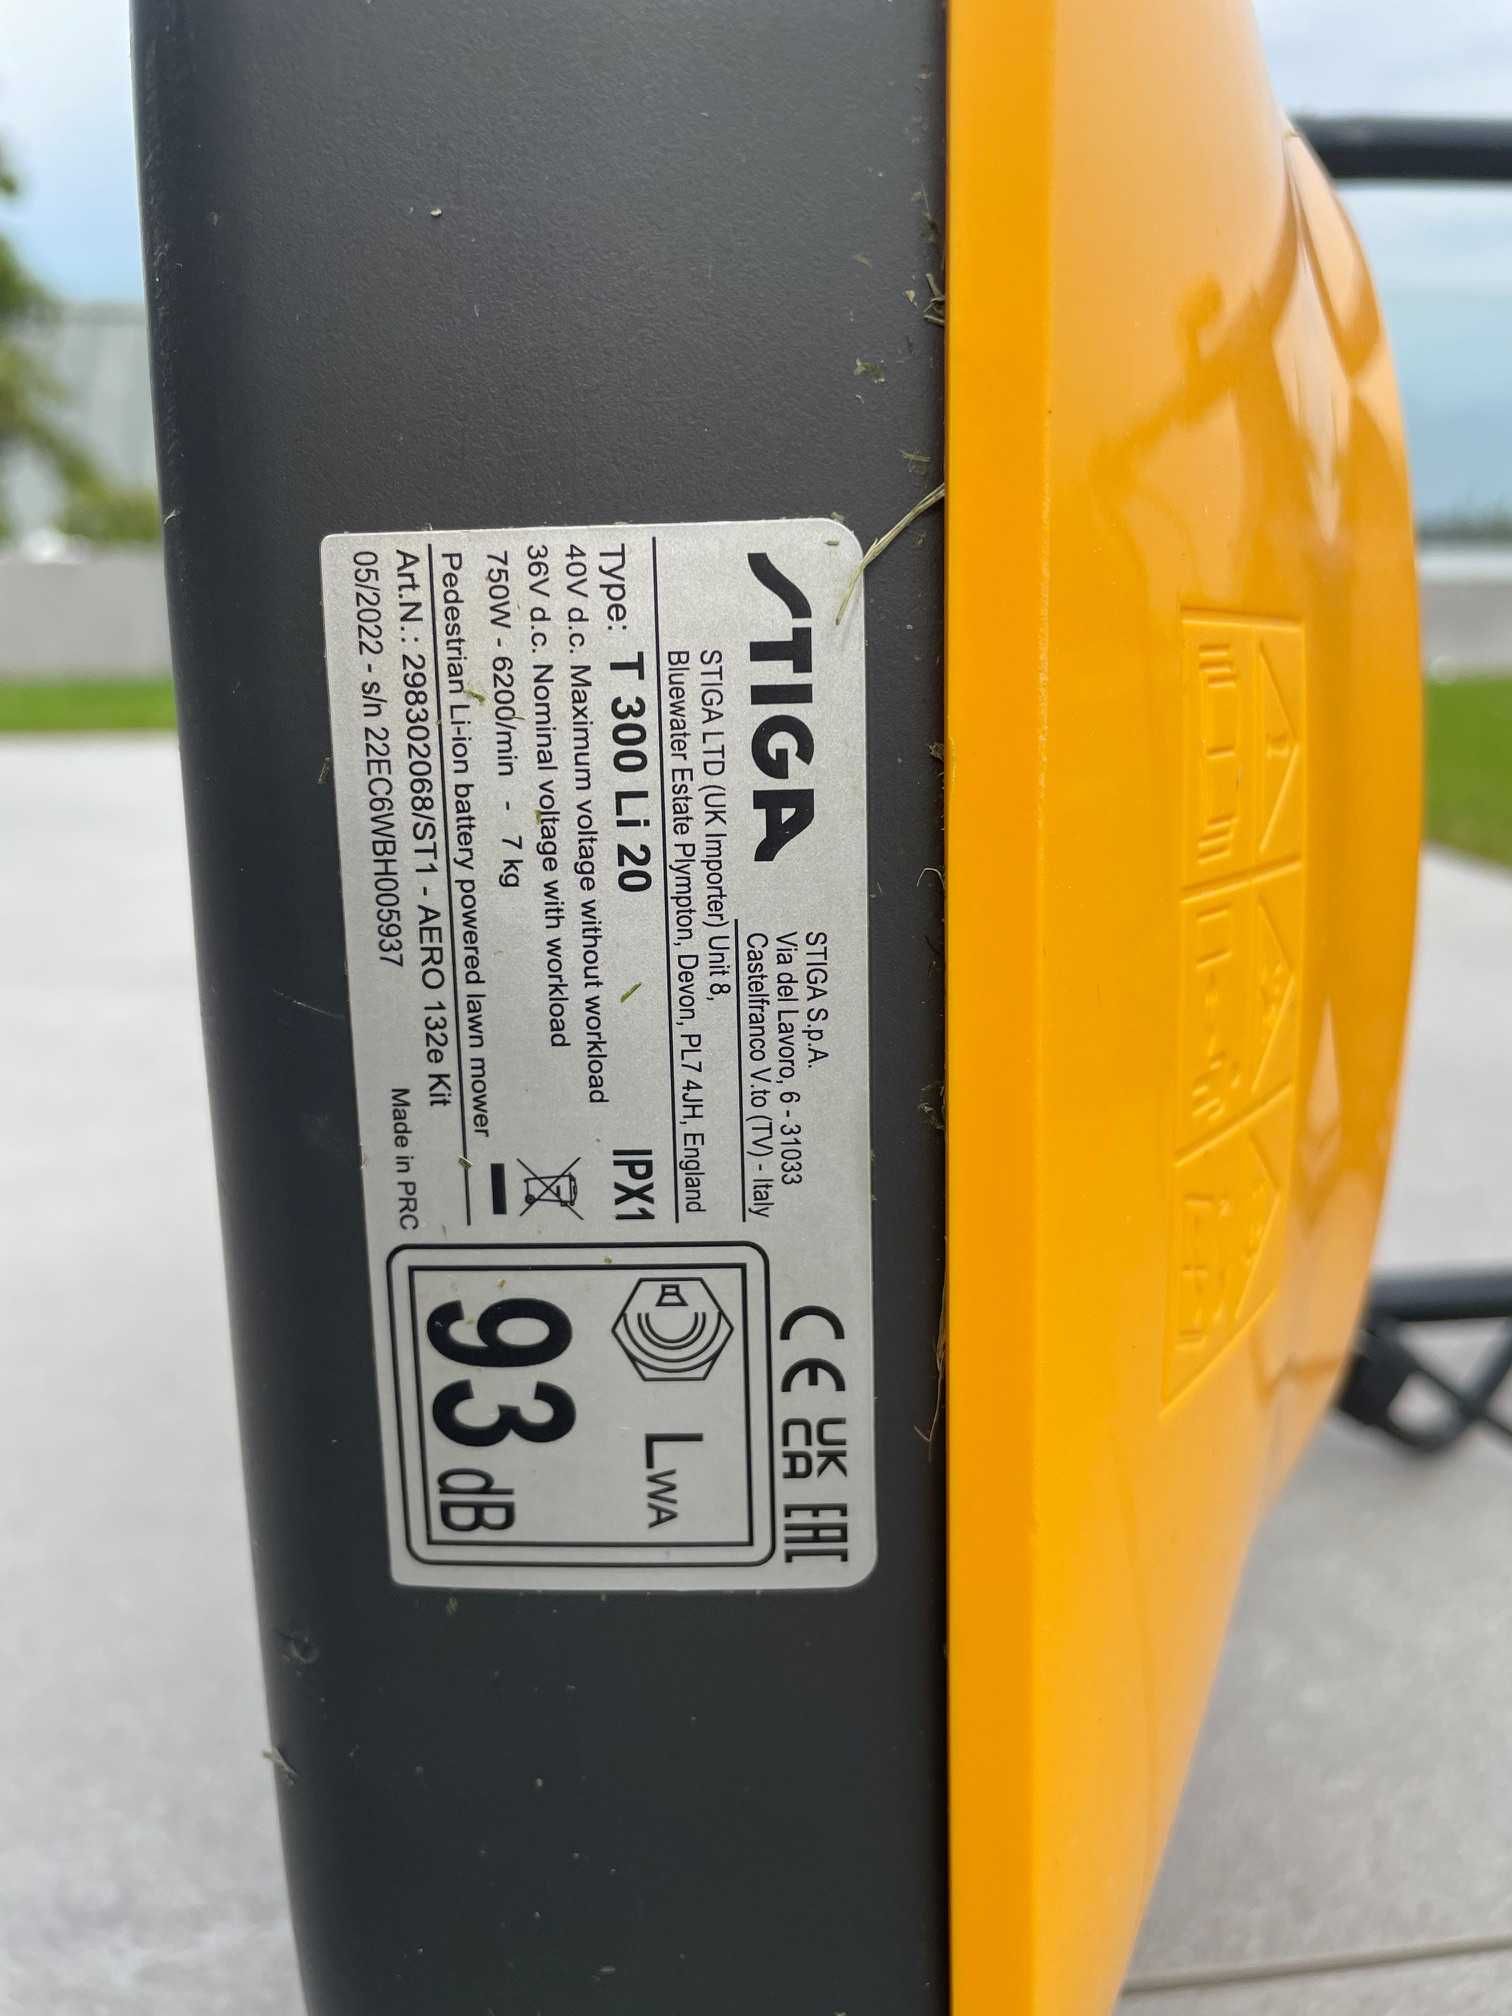 STIGA
STIGA S.p.A.
Via del Lavoro, 6 - 31033
Castelfranco V.to (TV) - Italy
STIGA LTD (UK Importer) Unit 8,
Bluewater Estate Plympton, Devon, PL7 4JH, England
Type: T 300 Li 20 IPX1
40V d.c. Maximum voltage without workload
36V d.c. Nominal voltage with workload
750W - 6200/min - 7 kg
Pedestrian Li-ion battery powered lawn mower
Art.N.: 298302068/ST1 - AERO 132e Kit
05/2022 - s/n 22EC6WBH005937 Made in PRC
CE UK CA EAC
LWA
93 dB